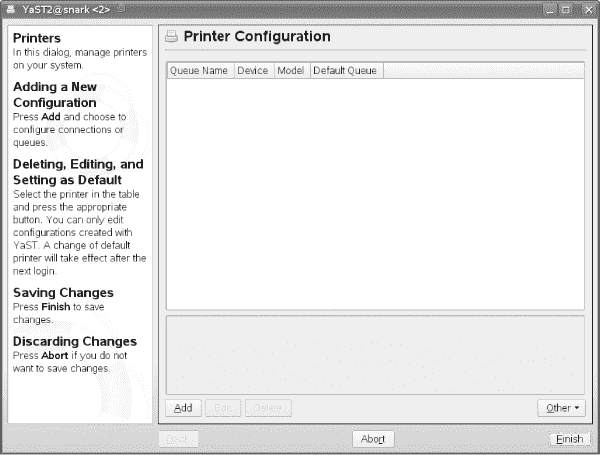 YaST2@snark <2>
Printers
In this dialog, manage printers
on your system.
Adding a New
Configuration
Press Add and choose to
configure connections or
queues.
Deleting, Editing, and
Setting as Default
Select the printer in the table
and press the appropriate
button. You can only edit
configurations created with
YaST. A change of default
printer will take effect after the
next login.
Saving Changes
Press Finish to save
changes.
Discarding Changes
Press Abort if you do not
want to save changes.
Printer Configuration
Queue Name Device Model Default Queue
Add Edit Delete Other
Back Abort Finish